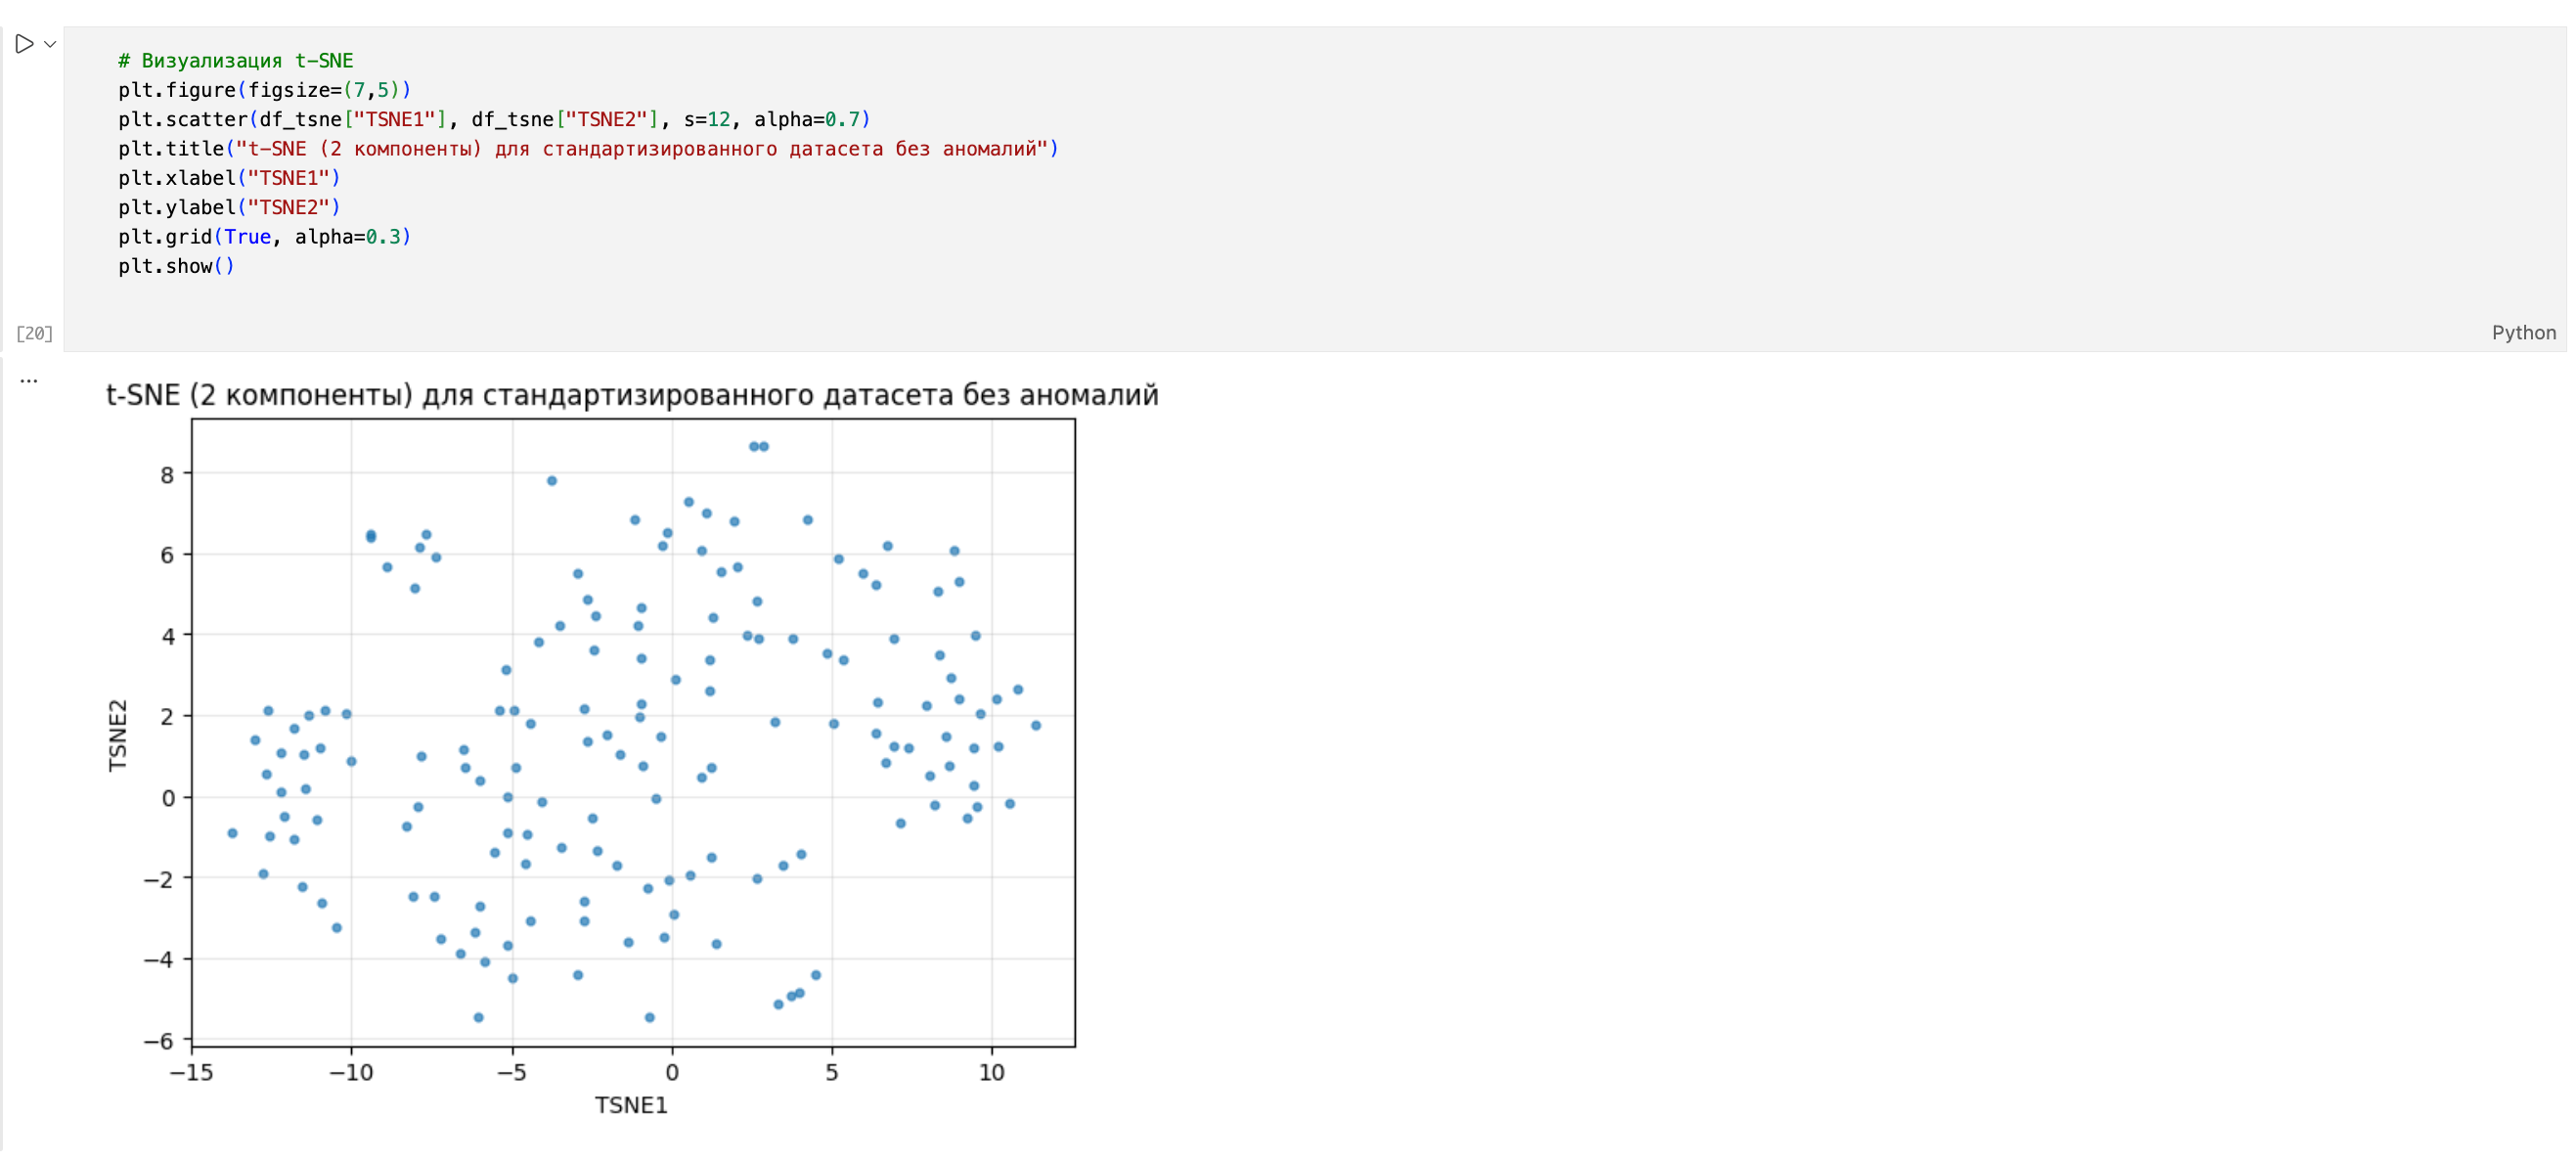 # Визуализация t-SNE
plt.figure(figsize=(7,5))
plt.scatter(df_tsne["TSNE1"], df_tsne["TSNE2"], s=12, alpha=0.7)
plt.title("t-SNE (2 компоненты) для стандартизированного датасета без аномалий")
plt.xlabel("TSNE1")
plt.ylabel("TSNE2")
plt.grid(True, alpha=0.3)
plt.show()
[20]
Python
...
t-SNE (2 компоненты) для стандартизированного датасета без аномалий
8
6
4
2
0
−2
−4
−6
TSNE2
−15 −10 −5 0 5 10
TSNE1